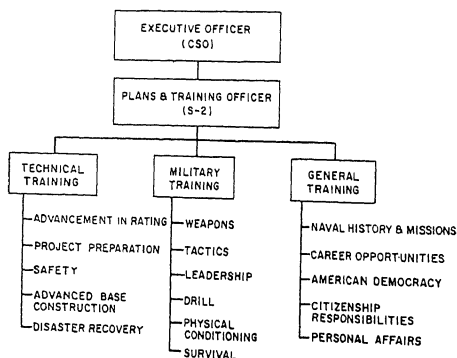 EXECUTIVE OFFICER
(CSO)
PLANS & TRAINING OFFICER
(S-2)
TECHNICAL
TRAINING
ADVANCEMENT IN RATING
PROJECT PREPARATION
SAFETY
ADVANCED BASE
CONSTRUCTION
DISASTER RECOVERY
MILITARY
TRAINING
WEAPONS
TACTICS
LEADERSHIP
DRILL
PHYSICAL
CONDITIONING
SURVIVAL
GENERAL
TRAINING
NAVAL HISTORY & MISSIONS
CAREER OPPORT-UNITIES
AMERICAN DEMOCRACY
CITIZENSHIP
RESPONSIBILITIES
PERSONAL AFFAIRS